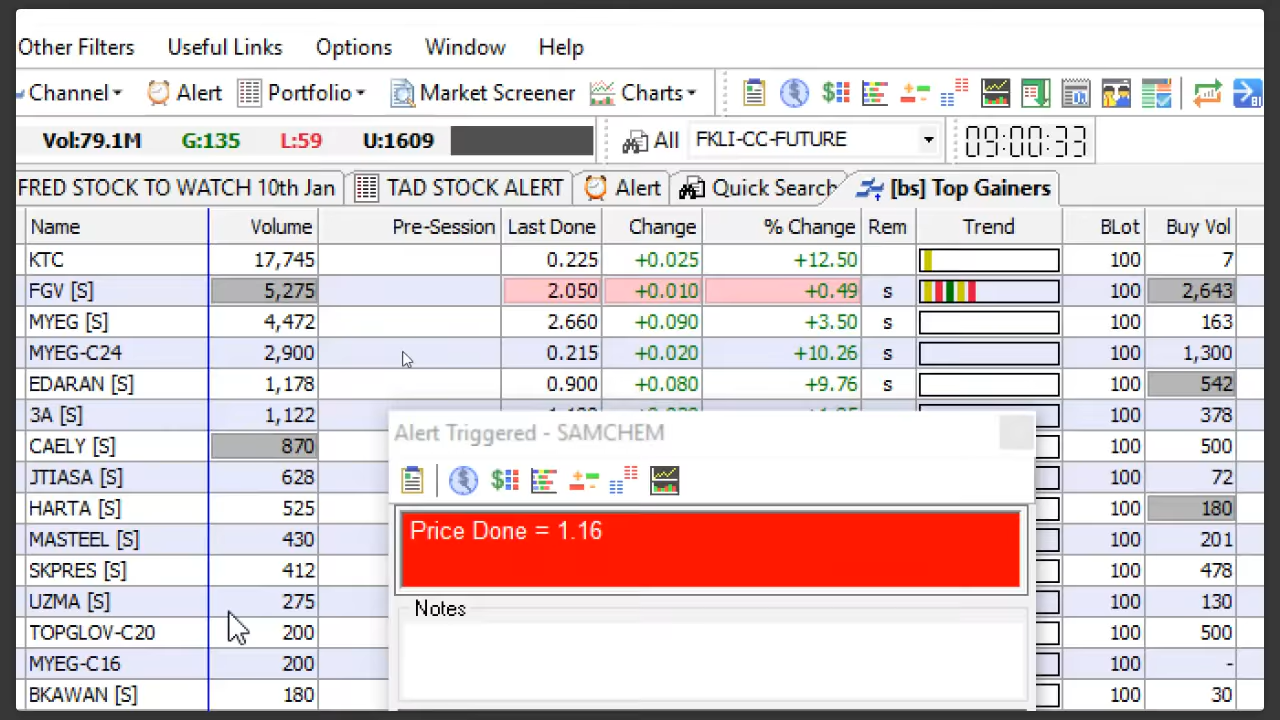 Other Filters Useful Links Options Window Help
Channel Alert Portfolio Market Screener Charts
Vol:79.1M G:135 L:59 U:1609 All FKLI-CC-FUTURE 09:00:33
FRED STOCK TO WATCH 10th Jan TAD STOCK ALERT Alert Quick Search [bs] Top Gainers
Name Volume Pre-Session Last Done Change % Change Rem Trend BLot Buy Vol
KTC 17,745 0.225 +0.025 +12.50 100 7
FGV [S] 5,275 2.050 +0.010 +0.49 s 100 2,643
MYEG [S] 4,472 2.660 +0.090 +3.50 s 100 163
MYEG-C24 2,900 0.215 +0.020 +10.26 s 100 1,300
EDARAN [S] 1,178 0.900 +0.080 +9.76 s 100 542
3A [S] 1,122 100 378
Alert Triggered - SAMCHEM
CAELY [S] 870 100 500
JTIASA [S] 628 100 72
HARTA [S] 525 100 180
Price Done = 1.16
MASTEEL [S] 430 100 201
SKPRES [S] 412 100 478
UZMA [S] 275 100 130
Notes
TOPGLOV-C20 200 100 500
MYEG-C16 200 100 -
BKAWAN [S] 180 100 30